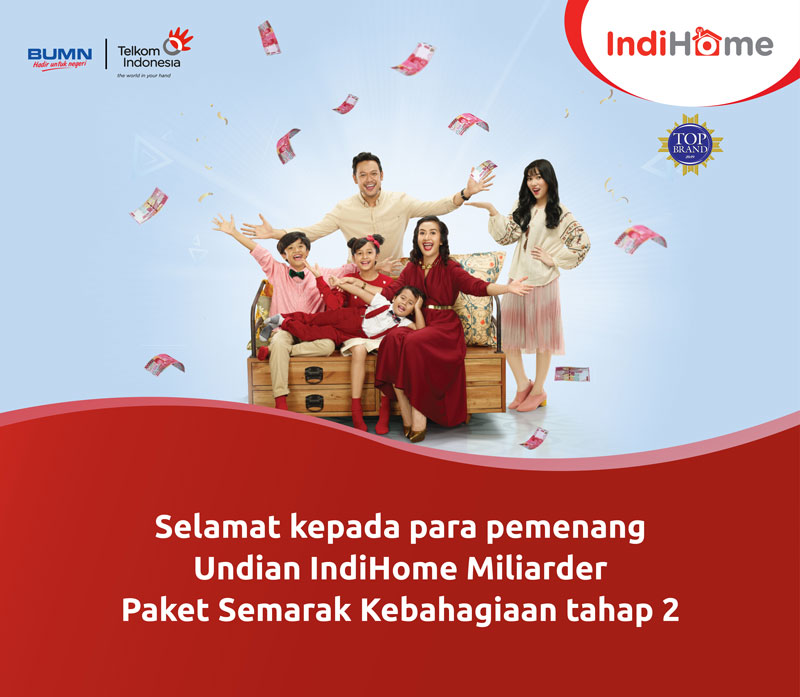 BUMN
Hadir untuk negeri
Telkom
Indonesia
the world in your hand
IndiHome
TOP
BRAND
2019
Selamat kepada para pemenang
Undian IndiHome Miliarder
Paket Semarak Kebahagiaan tahap 2